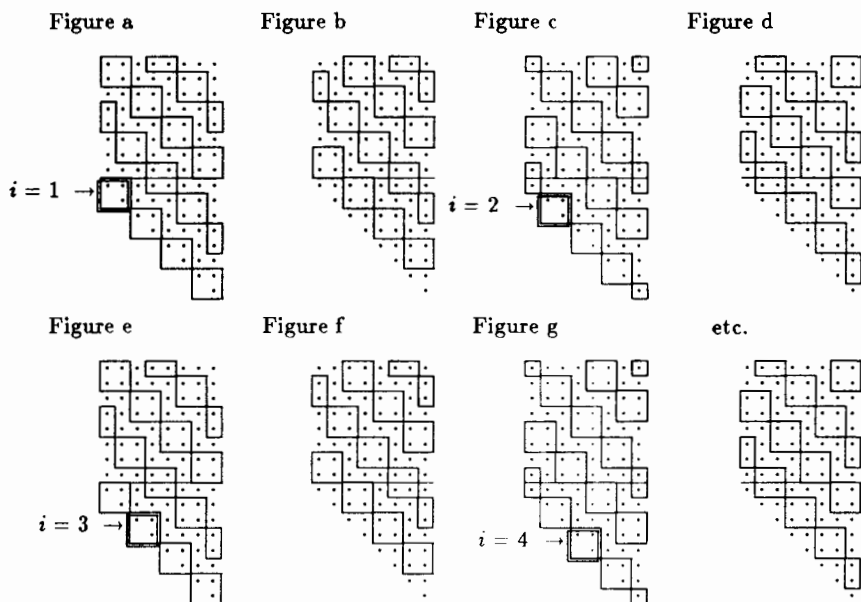 Figure a Figure b Figure c Figure d
i = 1 →
i = 2 →
Figure e Figure f Figure g etc.
i = 3 →
i = 4 →